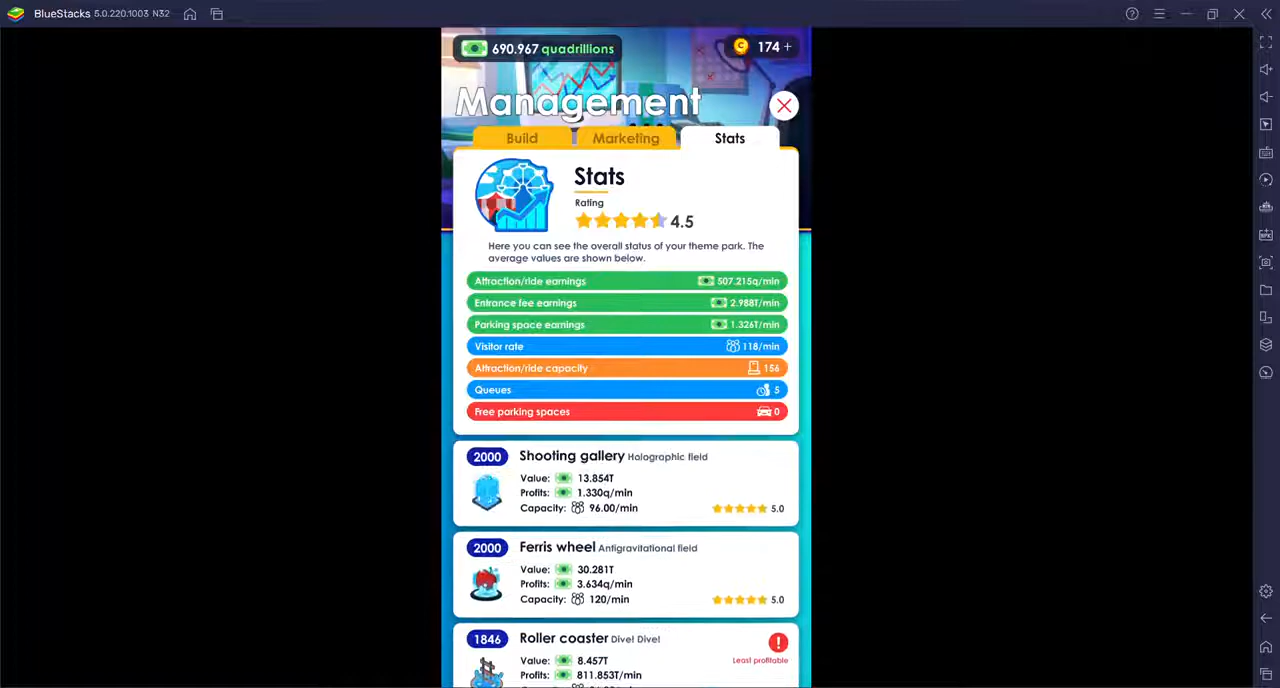 BlueStacks 5.0.220.1003 N32
690.967 quadrillions
174 +
Management
Build
Marketing
Stats
Stats
Rating
4.5
Here you can see the overall status of your theme park. The
average values are shown below.
Attraction/ride earnings 507.215q/min
Entrance fee earnings 2.988T/min
Parking space earnings 1.326T/min
Visitor rate 118/min
Attraction/ride capacity 156
Queues 5
Free parking spaces 0
2000 Shooting gallery Holographic field
Value: 13.854T
Profits: 1.330q/min
Capacity: 96.00/min
5.0
2000 Ferris wheel Antigravitational field
Value: 30.281T
Profits: 3.634q/min
Capacity: 120/min
5.0
1846 Roller coaster Dive! Dive!
Value: 8.457T
Least profitable
Profits: 811.853T/min